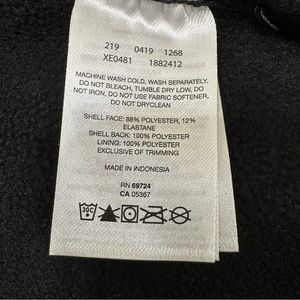 219 0419 1268
XE0481 1882412
MACHINE WASH COLD, WASH SEPARATELY,
DO NOT BLEACH, TUMBLE DRY LOW, DO
NOT IRON, DO NOT USE FABRIC SOFTENER,
DO NOT DRYCLEAN
SHELL FACE: 88% POLYESTER, 12%
ELASTANE
SHELL BACK: 100% POLYESTER
LINING: 100% POLYESTER
EXCLUSIVE OF TRIMMING
MADE IN INDONESIA
RN 69724
CA 05367
30C